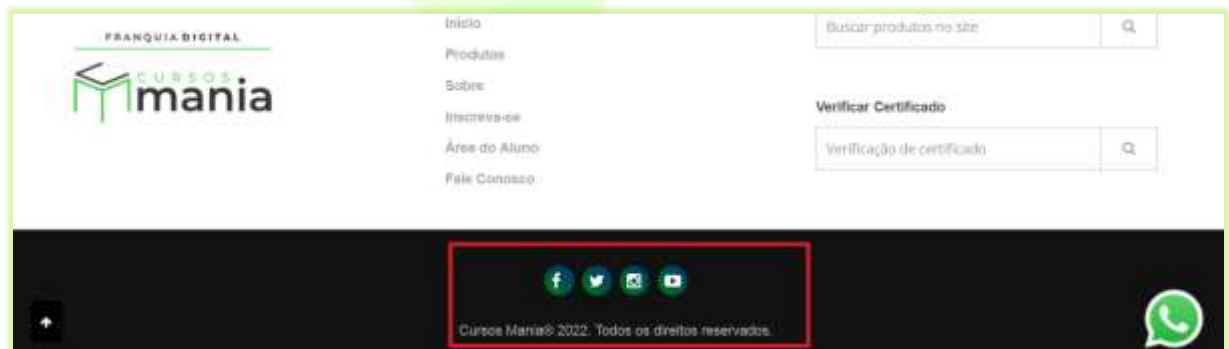 FRANQUIA DIGITAL
CURSOS
mania
Início
Produtos
Sobre
Inscreva-se
Área do Aluno
Fale Conosco
Buscar produtos no site
Verificar Certificado
Verificação de certificado
Cursos Mania® 2022. Todos os direitos reservados.